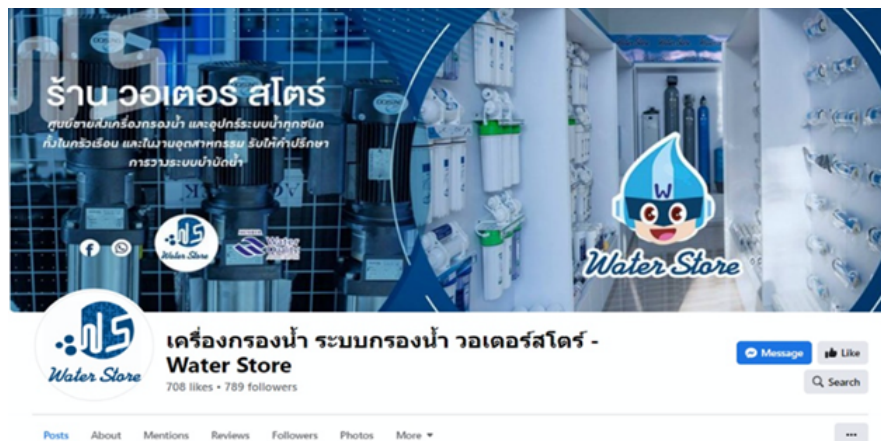 ร้าน วอเตอร์ สโตร์
ศูนย์ขายส่งเครื่องกรองน้ำ และอุปกรณ์ระบบน้ำทุกชนิด
ทั้งในครัวเรือน และในงานอุตสาหกรรม รับให้คำปรึกษา
การวางระบบบำบัดน้ำ
Water Store
Water Quality
W
Water Store
Water Store
เครื่องกรองน้ำ ระบบกรองน้ำ วอเตอร์สโตร์ -
Water Store
708 likes • 789 followers
Message
Like
Search
Posts About Mentions Reviews Followers Photos More